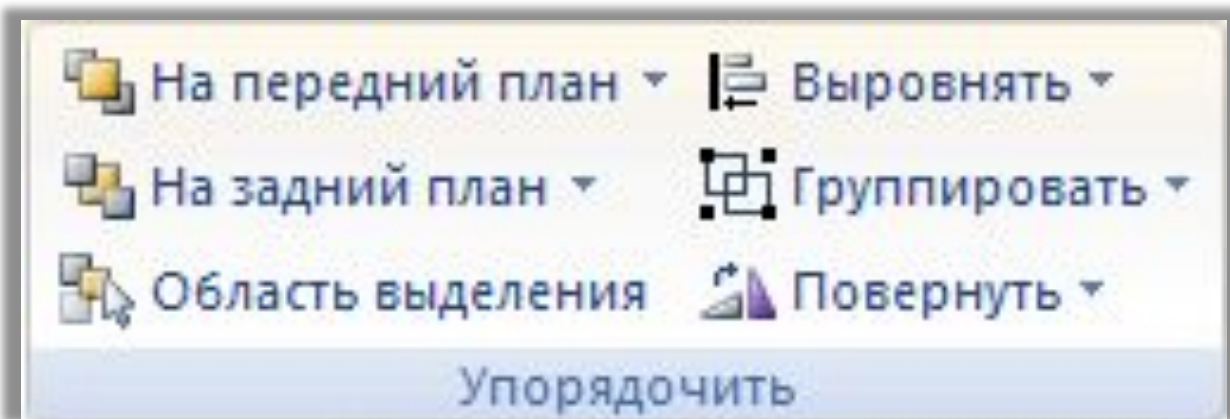 На передний план
Выровнять
На задний план
Группировать
Область выделения
Повернуть
Упорядочить